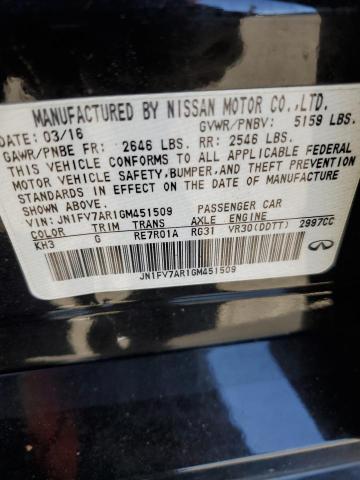 MANUFACTURED BY NISSAN MOTOR CO.,LTD.
DATE: 03/16 GVWR/PNBV: 5159 LBS.
GAWR/PNBE FR: 2646 LBS. RR: 2546 LBS.
THIS VEHICLE CONFORMS TO ALL APPLICABLE FEDERAL
MOTOR VEHICLE SAFETY,BUMPER,AND THEFT PREVENTION
STANDARDS IN EFFECT ON THE DATE OF MANUFACTURE
SHOWN ABOVE.
VIN: JN1FV7AR1GM451509 PASSENGER CAR
COLOR TRIM TRANS AXLE ENGINE
KH3 G RE7R01A RG31 VR30(DDTT) 2997CC
JN1FV7AR1GM451509